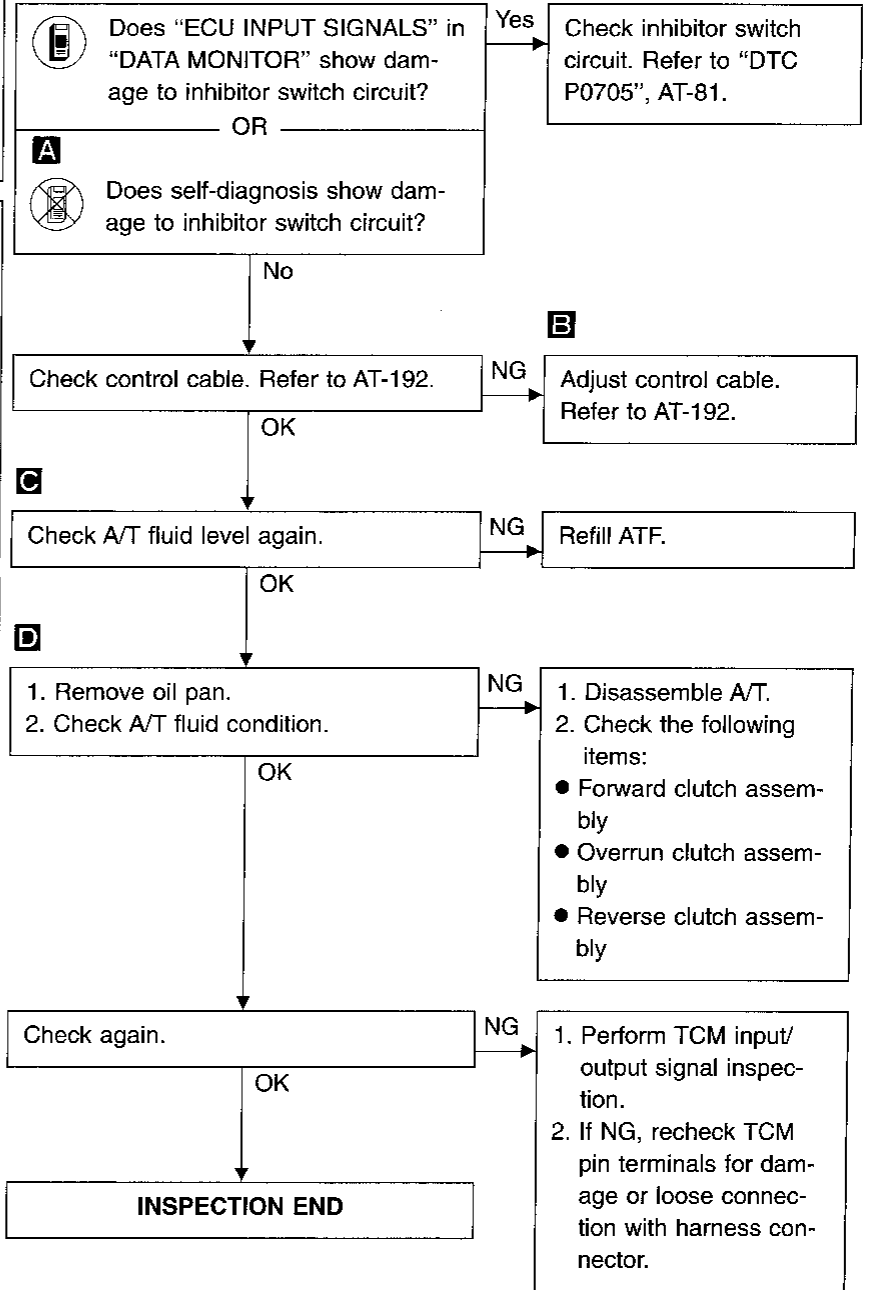 Does “ECU INPUT SIGNALS” in
“DATA MONITOR” show dam-
age to inhibitor switch circuit?
OR
A
Does self-diagnosis show dam-
age to inhibitor switch circuit?
Yes
Check inhibitor switch
circuit. Refer to “DTC
P0705”, AT-81.
No
Check control cable. Refer to AT-192.
NG
B
Adjust control cable.
Refer to AT-192.
OK
C
Check A/T fluid level again.
NG
Refill ATF.
OK
D
1. Remove oil pan.
2. Check A/T fluid condition.
NG
1. Disassemble A/T.
2. Check the following
items:
● Forward clutch assem-
bly
● Overrun clutch assem-
bly
● Reverse clutch assem-
bly
OK
Check again.
NG
1. Perform TCM input/
output signal inspec-
tion.
2. If NG, recheck TCM
pin terminals for dam-
age or loose connec-
tion with harness con-
nector.
OK
INSPECTION END